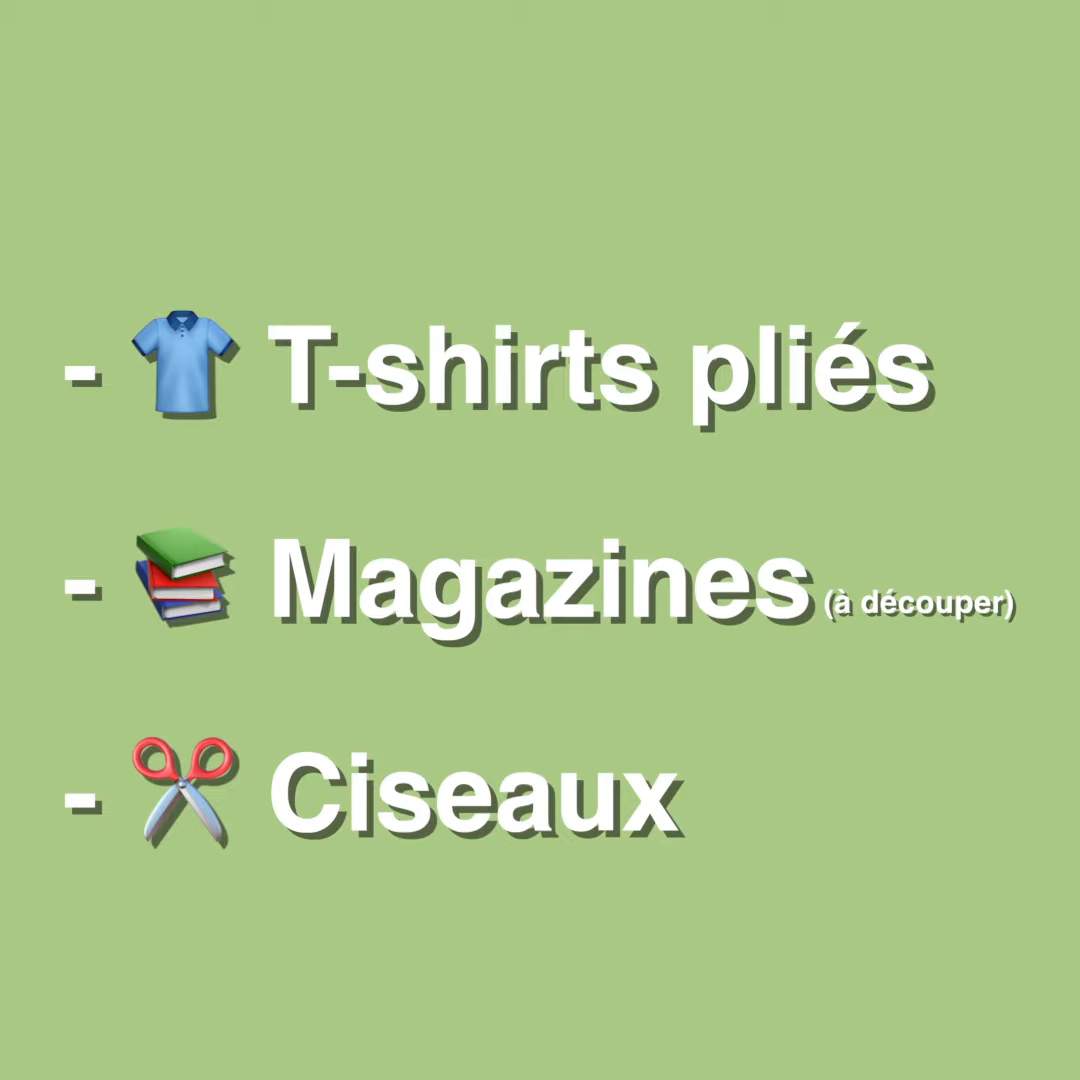 - 👕 T-shirts pliés
- 📚 Magazines (à découper)
- ✂️ Ciseaux